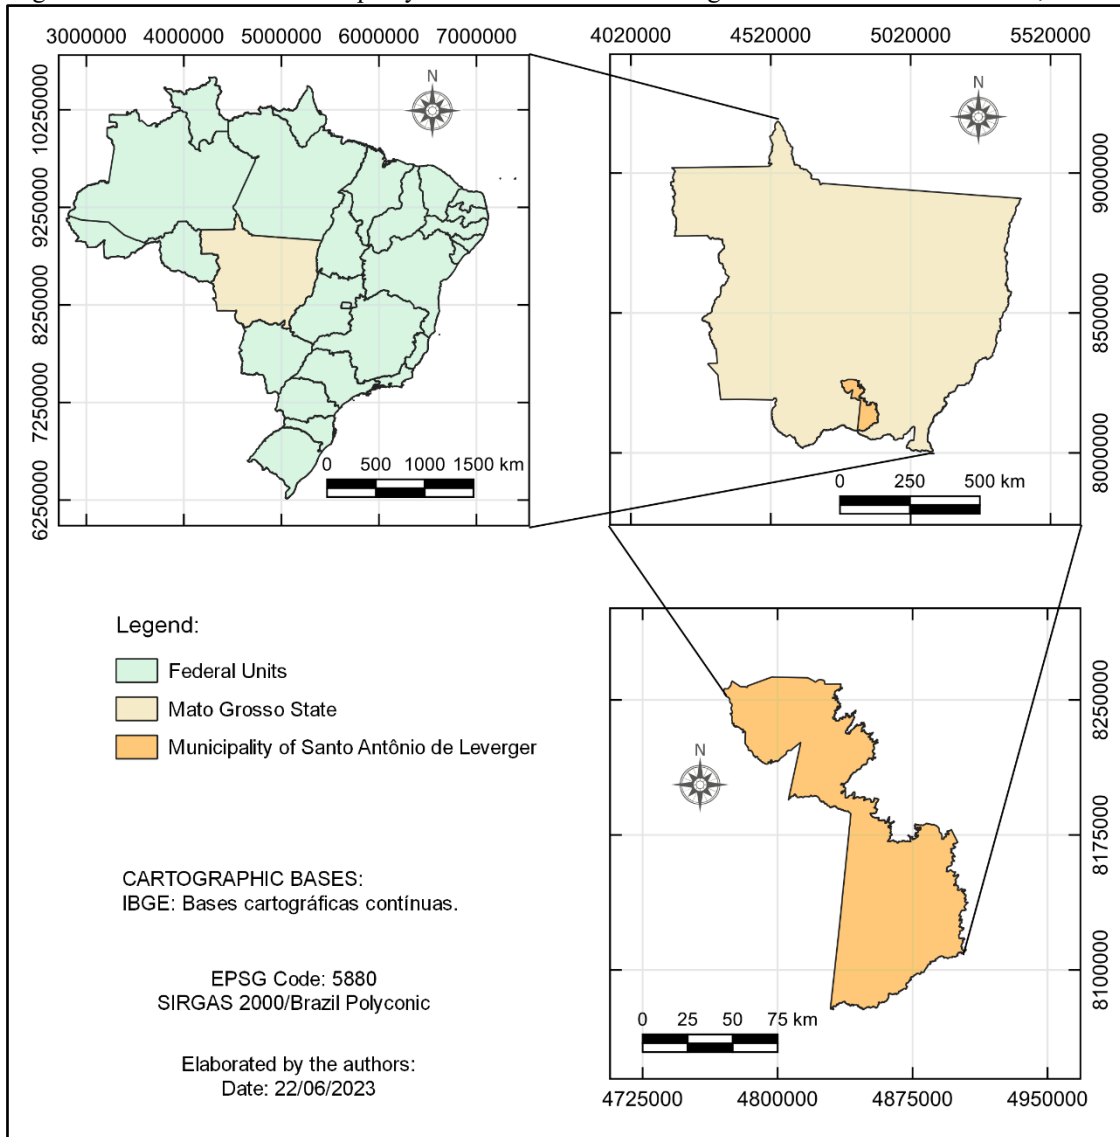 3000000 4000000 5000000 6000000 7000000
N
10250000
9250000
8250000
7250000
6250000
0 500 1000 1500 km
4020000 4520000 5220000 5520000
N
9000000
8500000
8000000
0 250 500 km
Legend:
Federal Units
Mato Grosso State
Municipality of Santo Antônio de Leverger
CARTOGRAPHIC BASES:
IBGE: Bases cartográficas contínuas.
EPSG Code: 5880
SIRGAS 2000/Brazil Polyconic
Elaborated by the authors:
Date: 22/06/2023
N
8250000
8175000
8100000
0 25 50 75 km
4725000 4800000 4875000 4950000